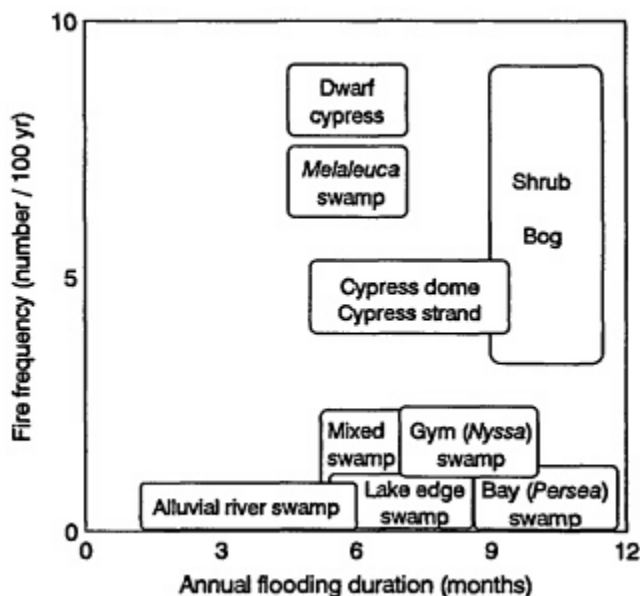 10
Dwarf
cypress
Melaleuca
swamp
Shrub
Bog
Fire frequency (number / 100 yr)
5
Cypress dome
Cypress strand
Mixed
swamp
Gym (Nyssa)
swamp
Alluvial river swamp
Lake edge
swamp
Bay (Persea)
swamp
0
0
3
6
9
12
Annual flooding duration (months)